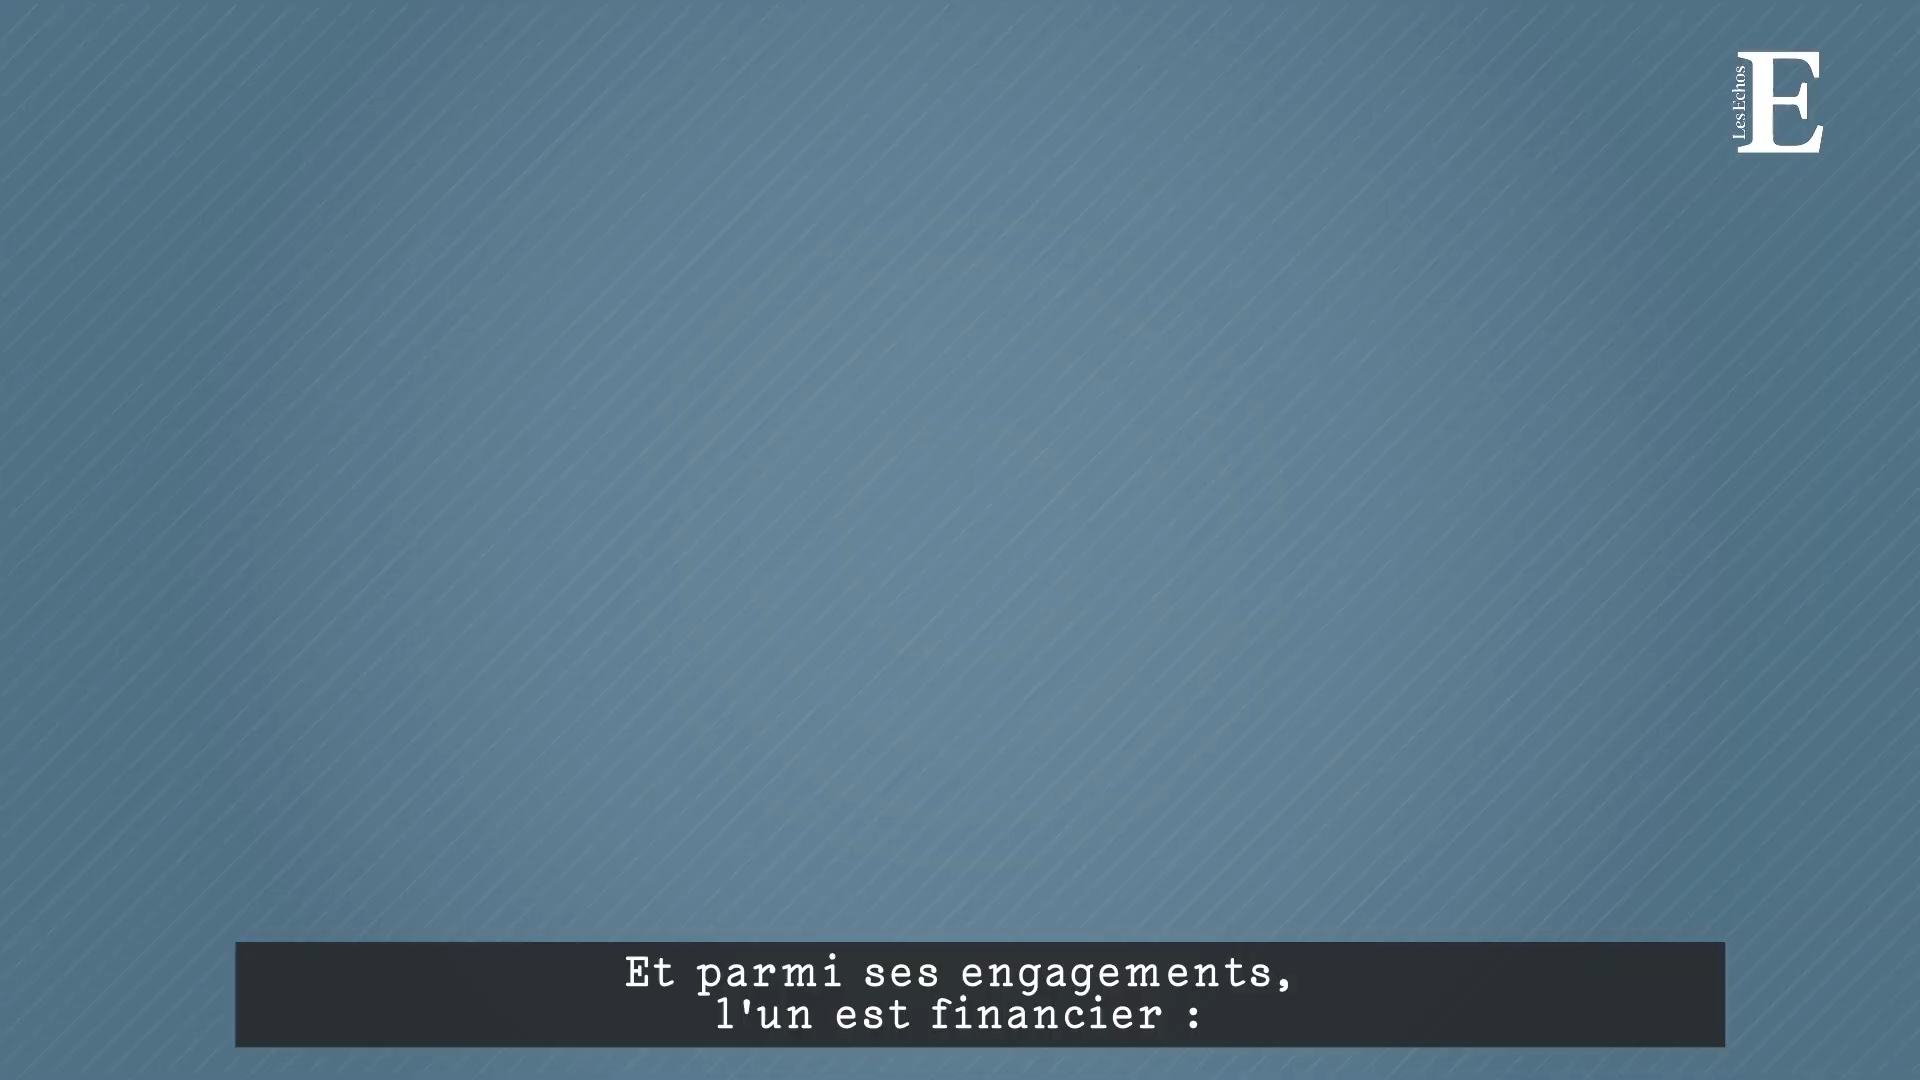 Les Echos
E
Et parmi ses engagements,
l'un est financier :